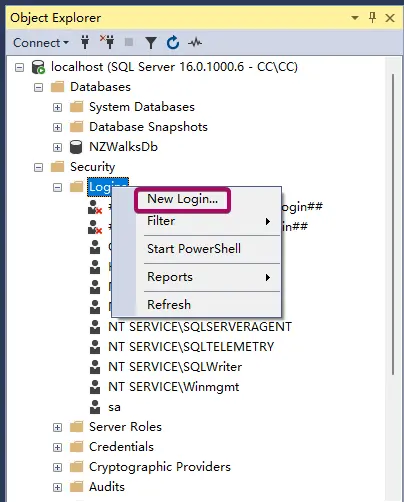 Object Explorer
Connect
localhost (SQL Server 16.0.1000.6 - CC\CC)
Databases
System Databases
Database Snapshots
NZWalksDb
Security
Logins
New Login...
ogin##
Filter
in##
Start PowerShell
Reports
Refresh
NT SERVICE\SQLSERVERAGENT
NT SERVICE\SQLTELEMETRY
NT SERVICE\SQLWriter
NT SERVICE\Winmgmt
sa
Server Roles
Credentials
Cryptographic Providers
Audits